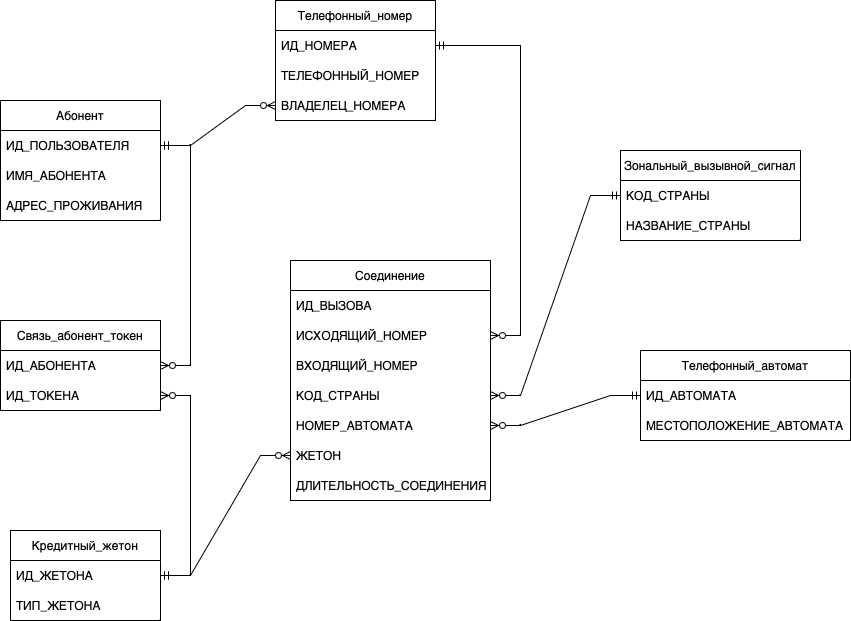 Телефонный_номер
ИД_НОМЕРА
ТЕЛЕФОННЫЙ_НОМЕР
ВЛАДЕЛЕЦ_НОМЕРА
Абонент
ИД_ПОЛЬЗОВАТЕЛЯ
ИМЯ_АБОНЕНТА
АДРЕС_ПРОЖИВАНИЯ
Зональный_вызывной_сигнал
КОД_СТРАНЫ
НАЗВАНИЕ_СТРАНЫ
Соединение
ИД_ВЫЗОВА
ИСХОДЯЩИЙ_НОМЕР
ВХОДЯЩИЙ_НОМЕР
КОД_СТРАНЫ
НОМЕР_АВТОМАТА
ЖЕТОН
ДЛИТЕЛЬНОСТЬ_СОЕДИНЕНИЯ
Связь_абонент_токен
ИД_АБОНЕНТА
ИД_ТОКЕНА
Телефонный_автомат
ИД_АВТОМАТА
МЕСТОПОЛОЖЕНИЕ_АВТОМАТА
Кредитный_жетон
ИД_ЖЕТОНА
ТИП_ЖЕТОНА